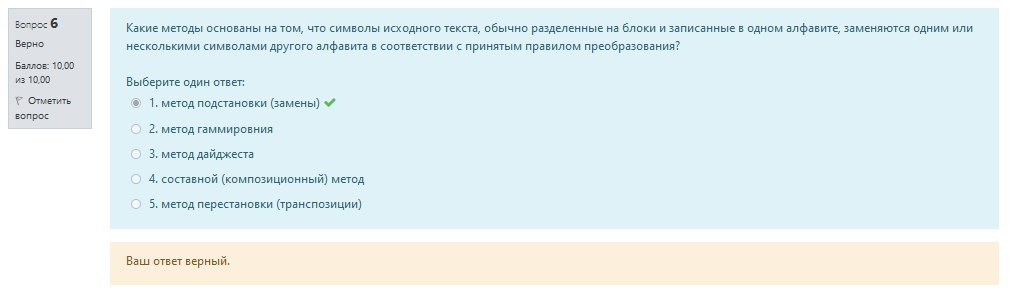 Вопрос 6
Верно
Баллов: 10,00
из 10,00
Отметить
вопрос
Какие методы основаны на том, что символы исходного текста, обычно разделенные на блоки и записанные в одном алфавите, заменяются одним или
несколькими символами другого алфавита в соответствии с принятым правилом преобразования?
Выберите один ответ:
1. метод подстановки (замены)
2. метод гаммировния
3. метод дайджеста
4. составной (композиционный) метод
5. метод перестановки (транспозиции)
Ваш ответ верный.